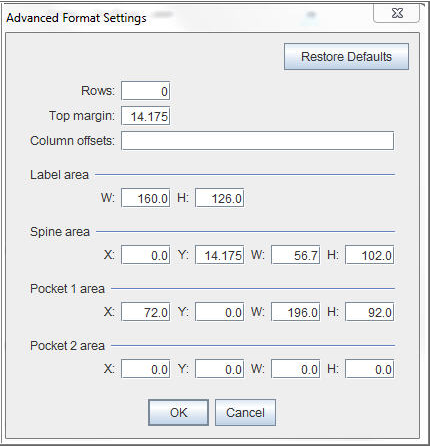 Advanced Format Settings
Restore Defaults
Rows: 0
Top margin: 14.175
Column offsets:
Label area
W: 160.0 H: 126.0
Spine area
X: 0.0 Y: 14.175 W: 56.7 H: 102.0
Pocket 1 area
X: 72.0 Y: 0.0 W: 196.0 H: 92.0
Pocket 2 area
X: 0.0 Y: 0.0 W: 0.0 H: 0.0
OK Cancel